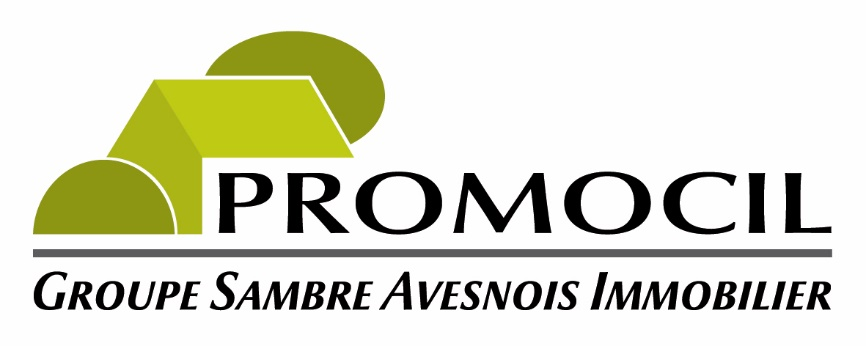 PROMOCIL
GROUPE SAMBRE AVESNOIS IMMOBILIER